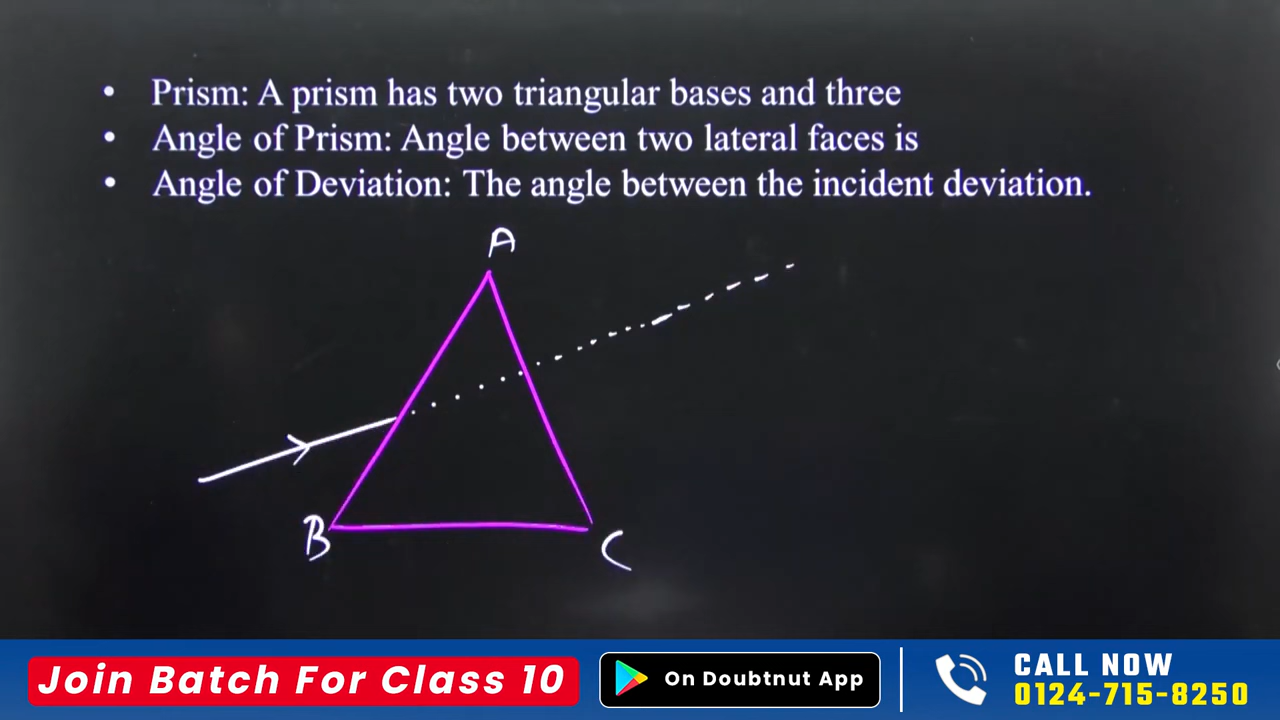 • Prism: A prism has two triangular bases and three
• Angle of Prism: Angle between two lateral faces is
• Angle of Deviation: The angle between the incident deviation.
A
B
C
Join Batch For Class 10
On Doubtnut App
CALL NOW
0124-715-8250